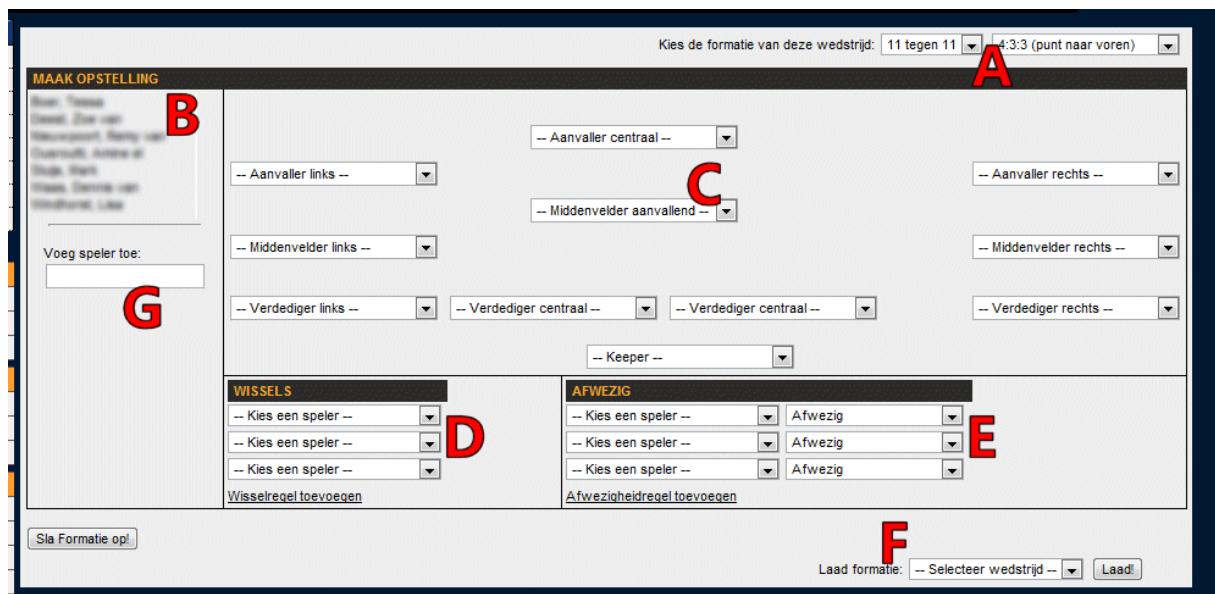 Kies de formatie van deze wedstrijd: 11 tegen 11 4:3:3 (punt naar voren)
A
MAAK OPSTELLING
B
-- Aanvaller centraal --
-- Aanvaller links -- -- Aanvaller rechts --
C
-- Middenvelder aanvallend --
Voeg speler toe:
-- Middenvelder links -- -- Middenvelder rechts --
G
-- Verdediger links -- -- Verdediger centraal -- -- Verdediger centraal -- -- Verdediger rechts --
-- Keeper --
WISSELS AFWEZIG
-- Kies een speler -- -- Kies een speler -- Afwezig
D E
-- Kies een speler -- -- Kies een speler -- Afwezig
-- Kies een speler -- -- Kies een speler -- Afwezig
Wisselregel toevoegen Afwezigheidregel toevoegen
Sla Formatie op!
F
Laad formatie: -- Selecteer wedstrijd -- Laad!